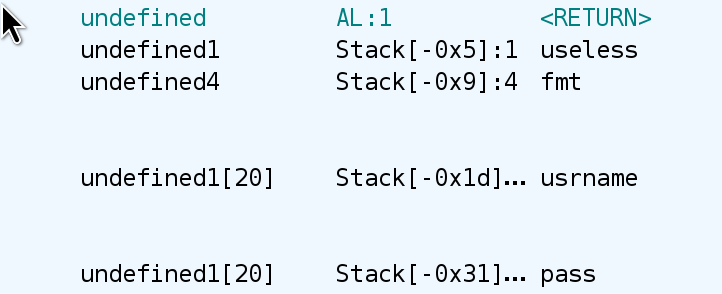 undefined AL:1 <RETURN>
undefined1 Stack[-0x5]:1 useless
undefined4 Stack[-0x9]:4 fmt
undefined1[20] Stack[-0x1d]... usrname
undefined1[20] Stack[-0x31]... pass